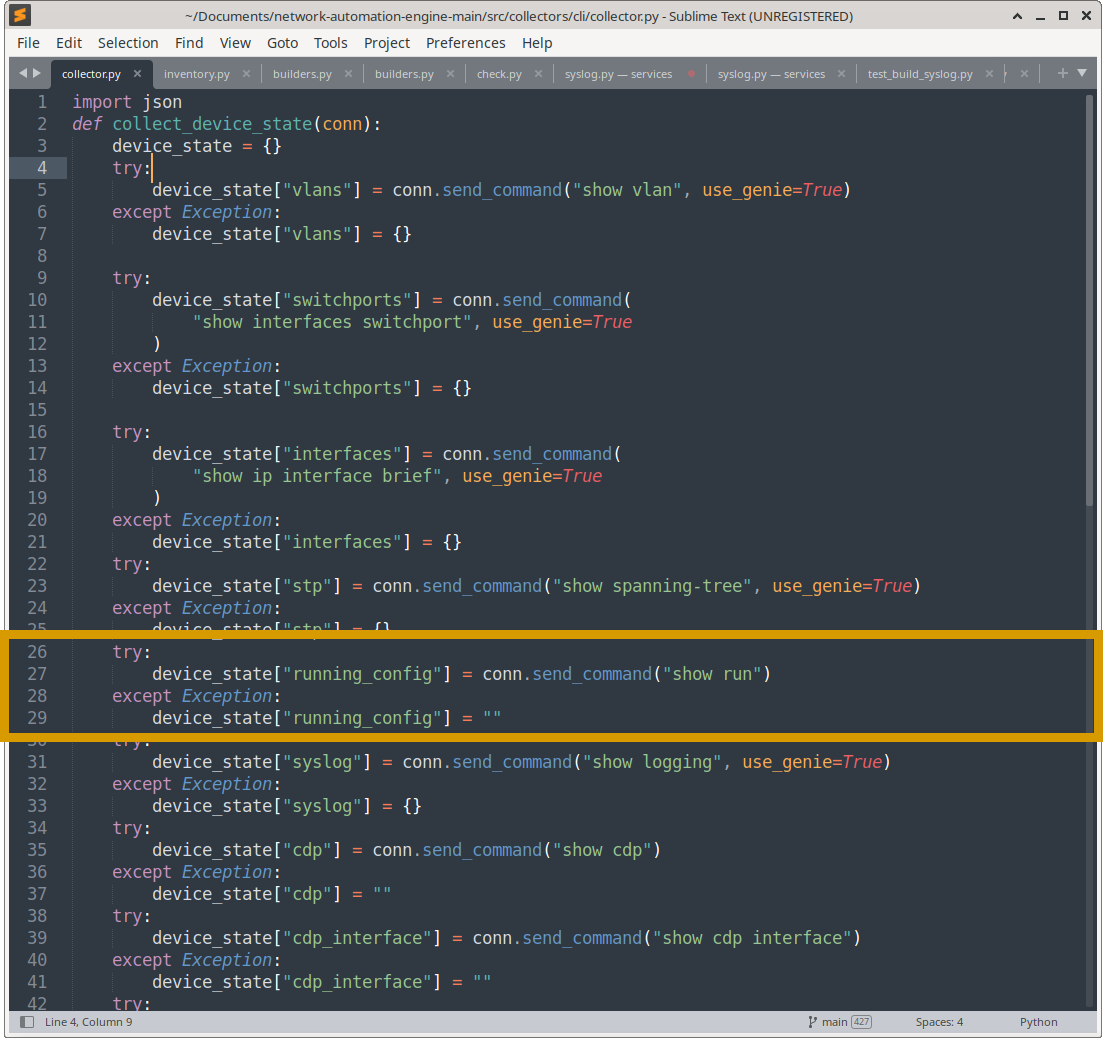 ~/Documents/network-automation-engine-main/src/collectors/cli/collector.py - Sublime Text (UNREGISTERED)
File Edit Selection Find View Goto Tools Project Preferences Help
collector.py inventory.py builders.py builders.py check.py syslog.py — services syslog.py — services test_build_syslog.py
1 import json
2 def collect_device_state(conn):
3     device_state = {}
4     try:
5         device_state["vlans"] = conn.send_command("show vlan", use_genie=True)
6     except Exception:
7         device_state["vlans"] = {}
8
9     try:
10         device_state["switchports"] = conn.send_command(
11             "show interfaces switchport", use_genie=True
12         )
13     except Exception:
14         device_state["switchports"] = {}
15
16     try:
17         device_state["interfaces"] = conn.send_command(
18             "show ip interface brief", use_genie=True
19         )
20     except Exception:
21         device_state["interfaces"] = {}
22     try:
23         device_state["stp"] = conn.send_command("show spanning-tree", use_genie=True)
24     except Exception:
25         device_state["stp"] = {}
26     try:
27         device_state["running_config"] = conn.send_command("show run")
28     except Exception:
29         device_state["running_config"] = ""
30     try:
31         device_state["syslog"] = conn.send_command("show logging", use_genie=True)
32     except Exception:
33         device_state["syslog"] = {}
34     try:
35         device_state["cdp"] = conn.send_command("show cdp")
36     except Exception:
37         device_state["cdp"] = ""
38     try:
39         device_state["cdp_interface"] = conn.send_command("show cdp interface")
40     except Exception:
41         device_state["cdp_interface"] = ""
42     try:
Line 4, Column 9 main 427 Spaces: 4 Python